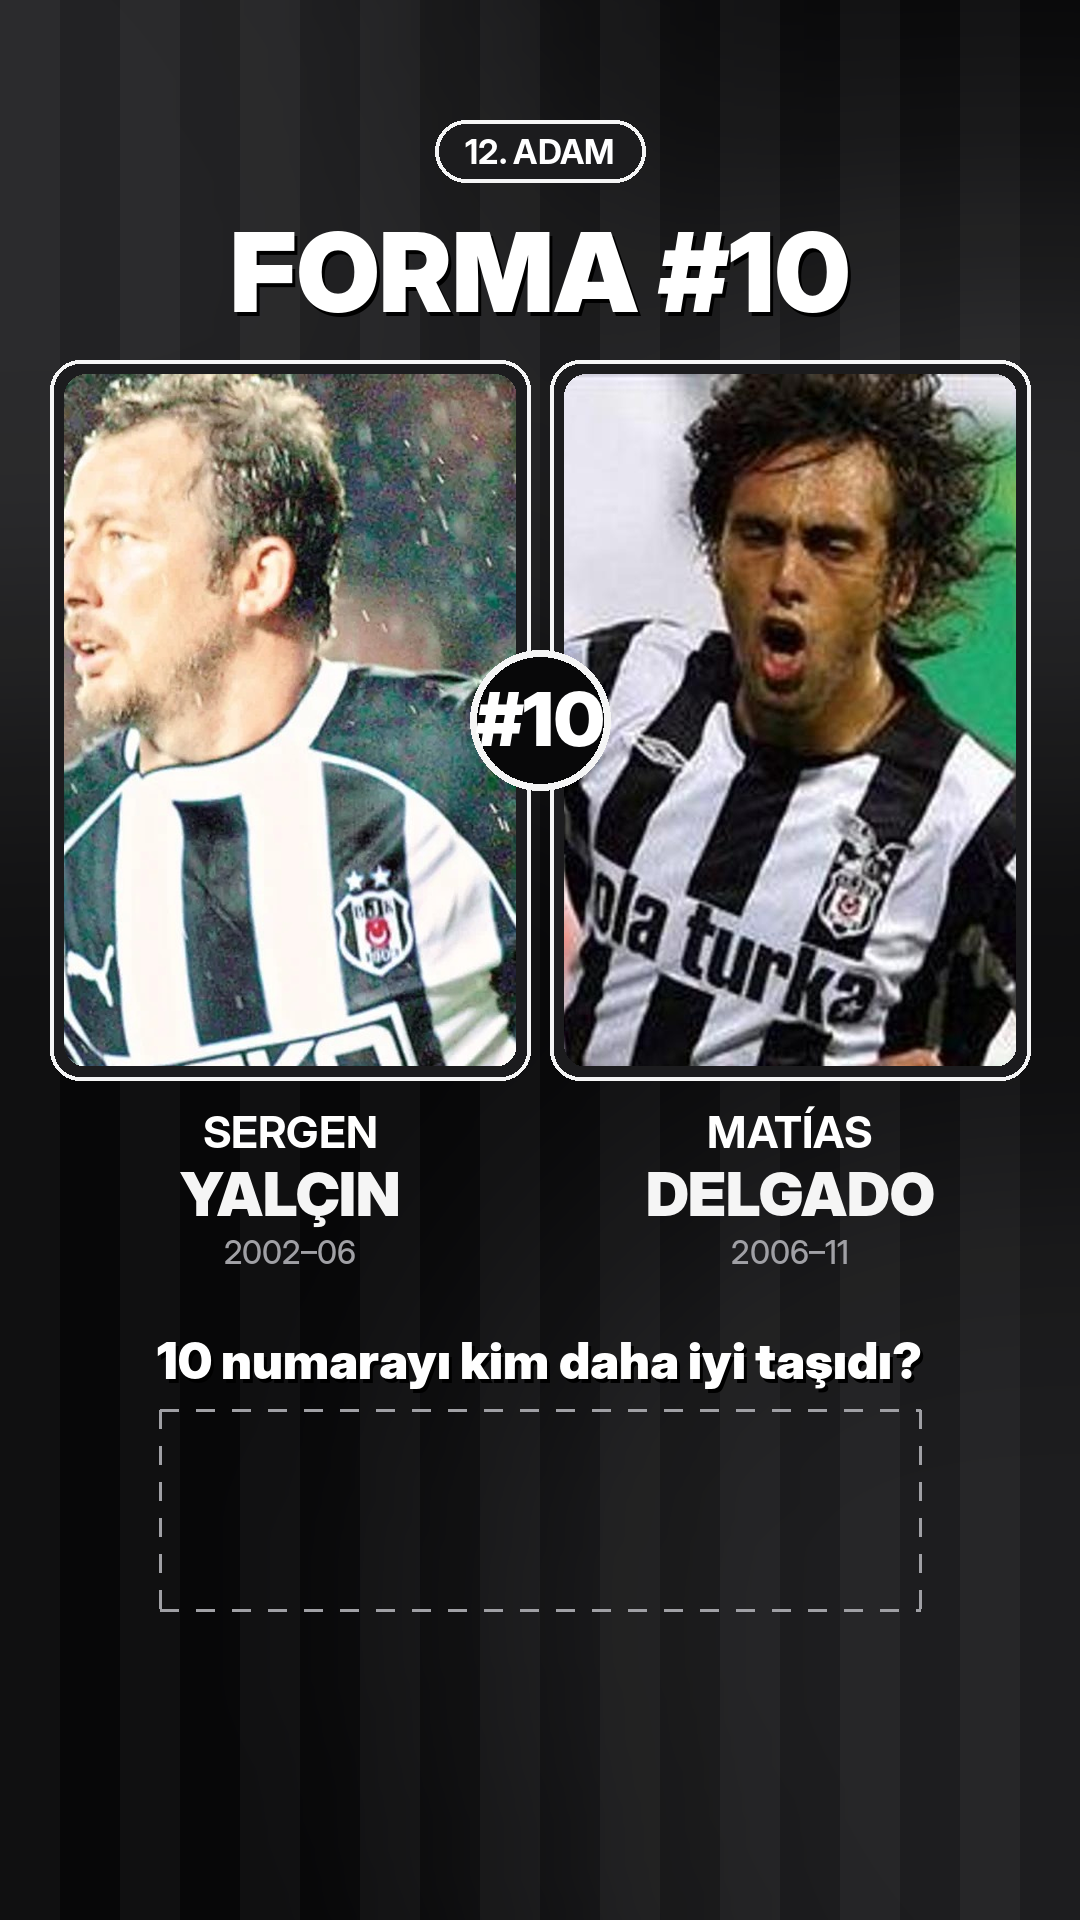 12. ADAM
FORMA #10
#10
ola turka
SERGEN
YALÇIN
2002–06
MATÍAS
DELGADO
2006–11
10 numarayı kim daha iyi taşıdı?